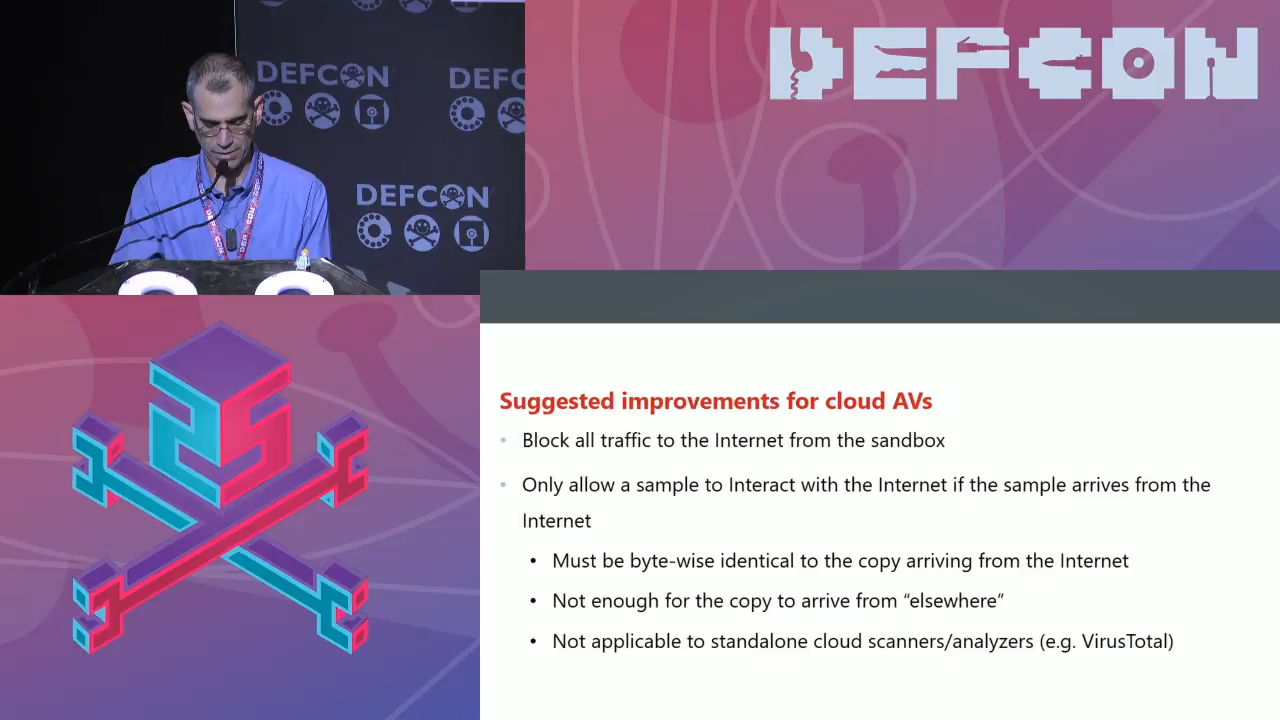 DEFCON
DEFC
DEFCON
DEFCON
25
Suggested improvements for cloud AVs
• Block all traffic to the Internet from the sandbox
• Only allow a sample to Interact with the Internet if the sample arrives from the
Internet
• Must be byte-wise identical to the copy arriving from the Internet
• Not enough for the copy to arrive from “elsewhere”
• Not applicable to standalone cloud scanners/analyzers (e.g. VirusTotal)